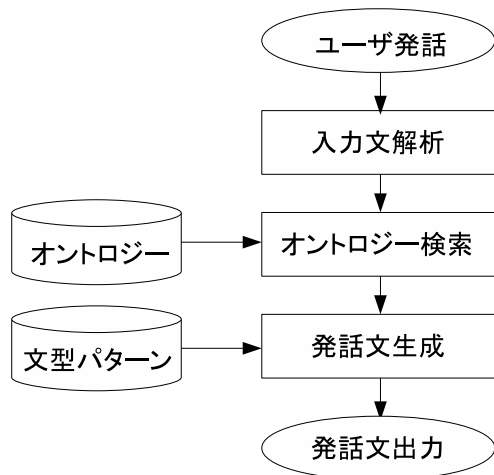 ユーザ発話
入力文解析
オントロジー
オントロジー検索
文型パターン
発話文生成
発話文出力